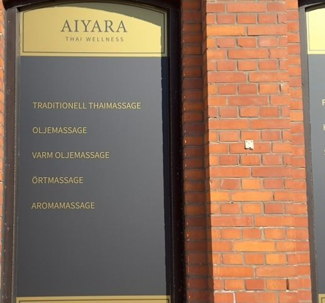 AIYARA
THAI WELLNESS
TRADITIONELL THAIMASSAGE
OLJEMASSAGE
VARM OLJEMASSAGE
ÖRTMASSAGE
AROMAMASSAGE